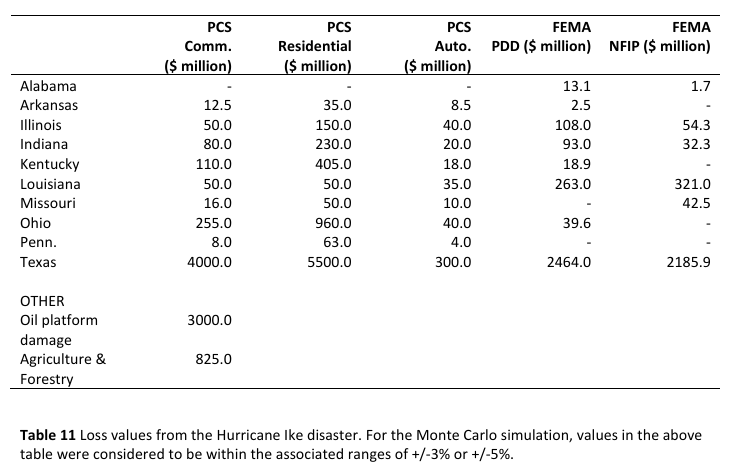 PCS PCS PCS FEMA FEMA
Comm. Residential Auto. PDD ($ million) NFIP ($ million)
($ million) ($ million) ($ million)
Alabama - - - 13.1 1.7
Arkansas 12.5 35.0 8.5 2.5 -
Illinois 50.0 150.0 40.0 108.0 54.3
Indiana 80.0 230.0 20.0 93.0 32.3
Kentucky 110.0 405.0 18.0 18.9 -
Louisiana 50.0 50.0 35.0 263.0 321.0
Missouri 16.0 50.0 10.0 - 42.5
Ohio 255.0 960.0 40.0 39.6 -
Penn. 8.0 63.0 4.0 - -
Texas 4000.0 5500.0 300.0 2464.0 2185.9
OTHER
Oil platform 3000.0
damage
Agriculture & 825.0
Forestry
Table 11 Loss values from the Hurricane Ike disaster. For the Monte Carlo simulation, values in the above
table were considered to be within the associated ranges of +/-3% or +/-5%.